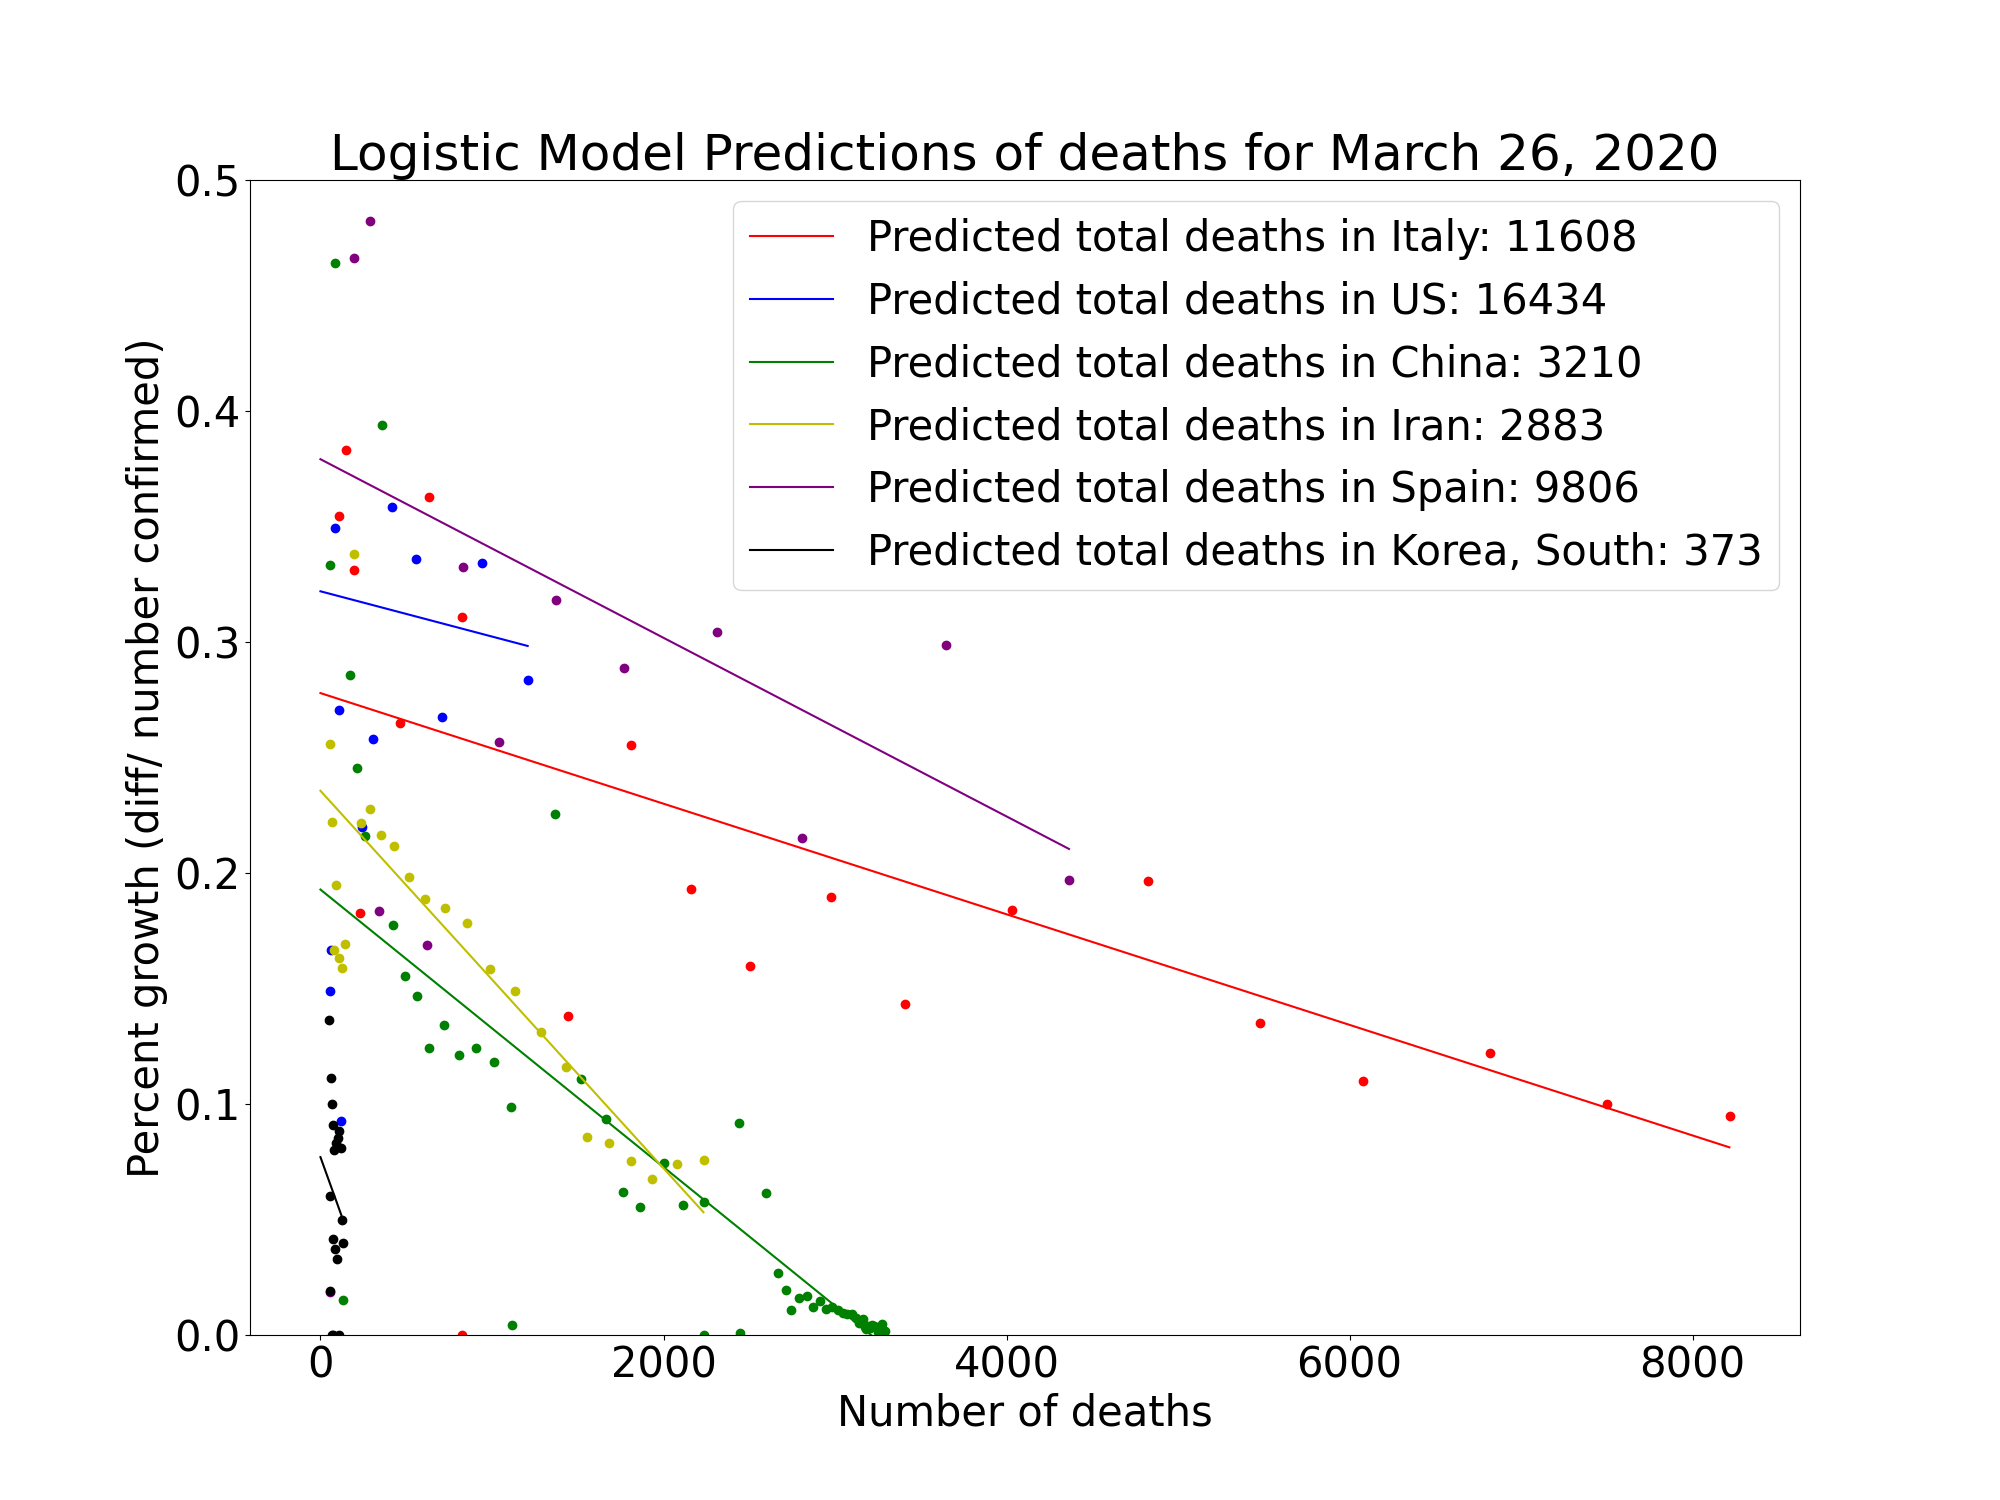 Logistic Model Predictions of deaths for March 26, 2020
0.5
0.4
0.3
0.2
0.1
0.0
Percent growth (diff/ number confirmed)
Predicted total deaths in Italy: 11608
Predicted total deaths in US: 16434
Predicted total deaths in China: 3210
Predicted total deaths in Iran: 2883
Predicted total deaths in Spain: 9806
Predicted total deaths in Korea, South: 373
0 2000 4000 6000 8000
Number of deaths